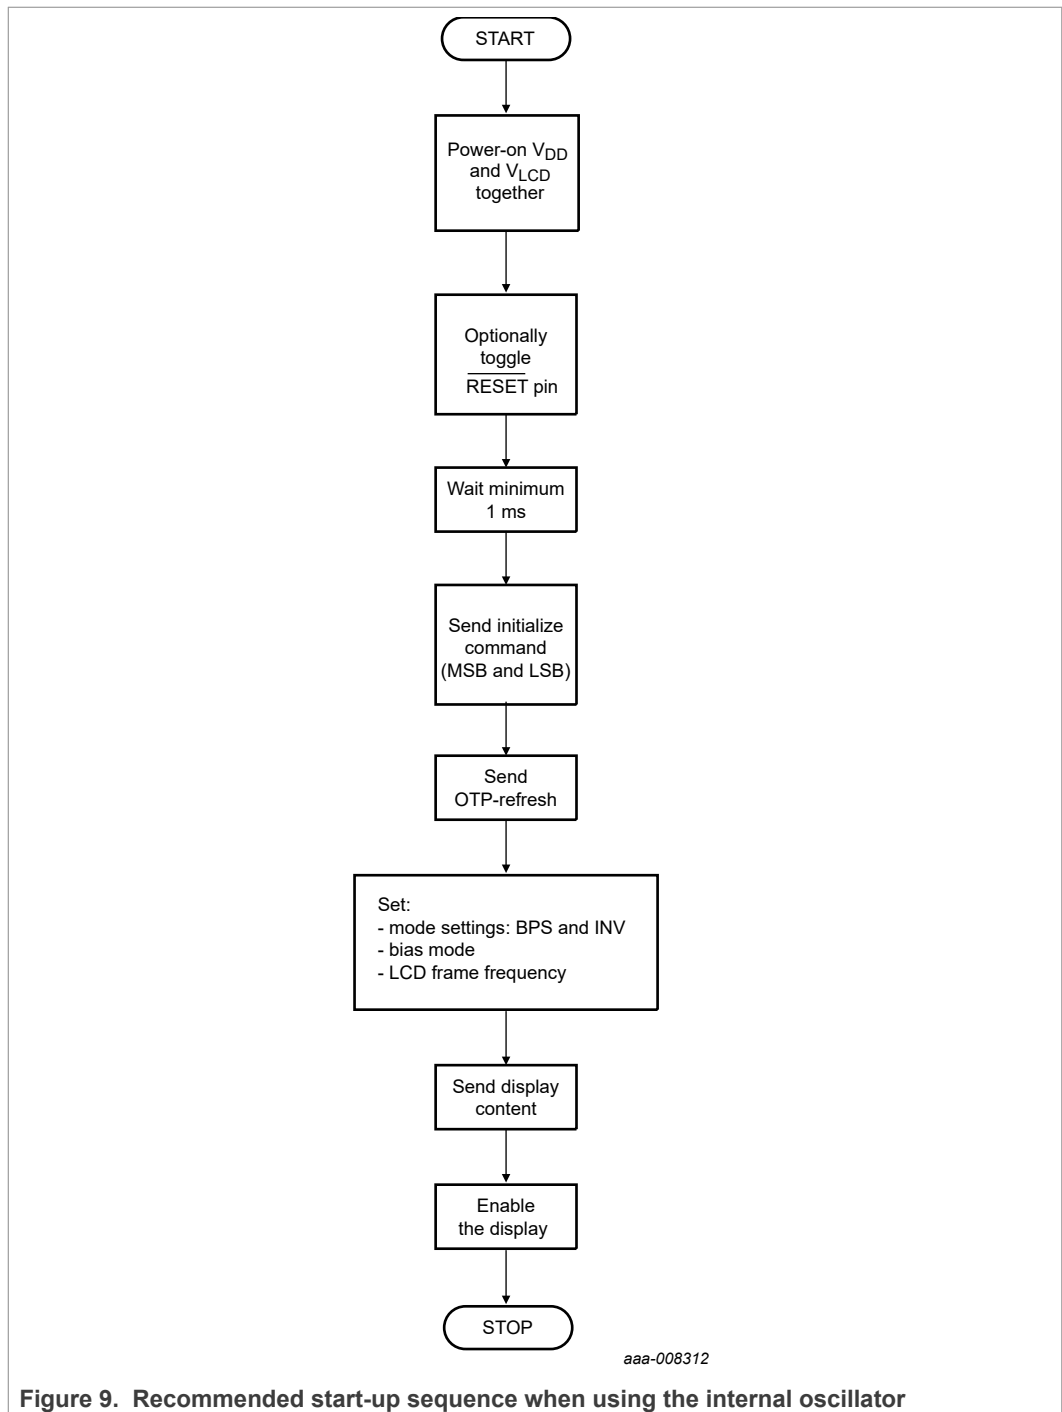 START
Power-on VDD
and VLCD
together
Optionally
toggle
RESET pin
Wait minimum
1 ms
Send initialize
command
(MSB and LSB)
Send
OTP-refresh
Set:
- mode settings: BPS and INV
- bias mode
- LCD frame frequency
Send display
content
Enable
the display
STOP
aaa-008312
Figure 9. Recommended start-up sequence when using the internal oscillator